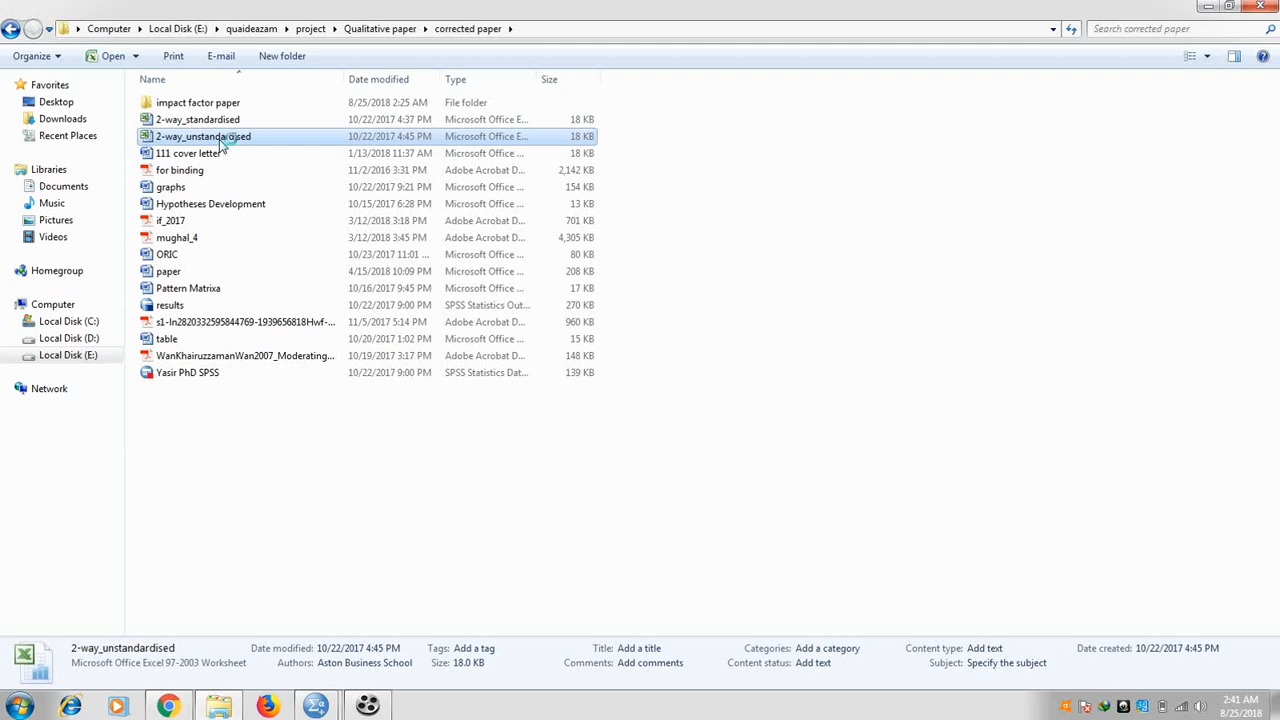 Computer ▸ Local Disk (E:) ▸ quaideazam ▸ project ▸ Qualitative paper ▸ corrected paper ▸
Search corrected paper
Organize Open Print E-mail New folder
Name Date modified Type Size
impact factor paper 8/25/2018 2:25 AM File folder
2-way_standardised 10/22/2017 4:37 PM Microsoft Office E... 18 KB
2-way_unstandardised 10/22/2017 4:45 PM Microsoft Office E... 18 KB
111 cover letter 1/13/2018 11:37 AM Microsoft Office ... 18 KB
for binding 11/2/2016 3:31 PM Adobe Acrobat D... 2,142 KB
graphs 10/22/2017 9:21 PM Microsoft Office ... 154 KB
Hypotheses Development 10/15/2017 6:28 PM Microsoft Office ... 13 KB
if_2017 3/12/2018 3:18 PM Adobe Acrobat D... 701 KB
mughal_4 3/12/2018 3:45 PM Adobe Acrobat D... 4,305 KB
ORIC 10/23/2017 11:01 ... Microsoft Office ... 80 KB
paper 4/15/2018 10:09 PM Microsoft Office ... 208 KB
Pattern Matrixa 10/16/2017 9:45 PM Microsoft Office ... 17 KB
results 10/22/2017 9:00 PM SPSS Statistics Out... 270 KB
s1-ln2820332595844769-1939656818Hwf-... 11/5/2017 5:14 PM Adobe Acrobat D... 960 KB
table 10/20/2017 1:02 PM Microsoft Office ... 15 KB
WanKhairuzzamanWan2007_Moderating... 10/19/2017 3:17 PM Adobe Acrobat D... 148 KB
Yasir PhD SPSS 10/22/2017 9:00 PM SPSS Statistics Dat... 139 KB
Favorites
Desktop
Downloads
Recent Places
Libraries
Documents
Music
Pictures
Videos
Homegroup
Computer
Local Disk (C:)
Local Disk (D:)
Local Disk (E:)
Network
2-way_unstandardised Date modified: 10/22/2017 4:45 PM Tags: Add a tag Title: Add a title Categories: Add a category Content type: Add text Date created: 10/22/2017 4:45 PM
Microsoft Office Excel 97-2003 Worksheet Authors: Aston Business School Size: 18.0 KB Comments: Add comments Content status: Add text Subject: Specify the subject
2:41 AM
8/25/2018